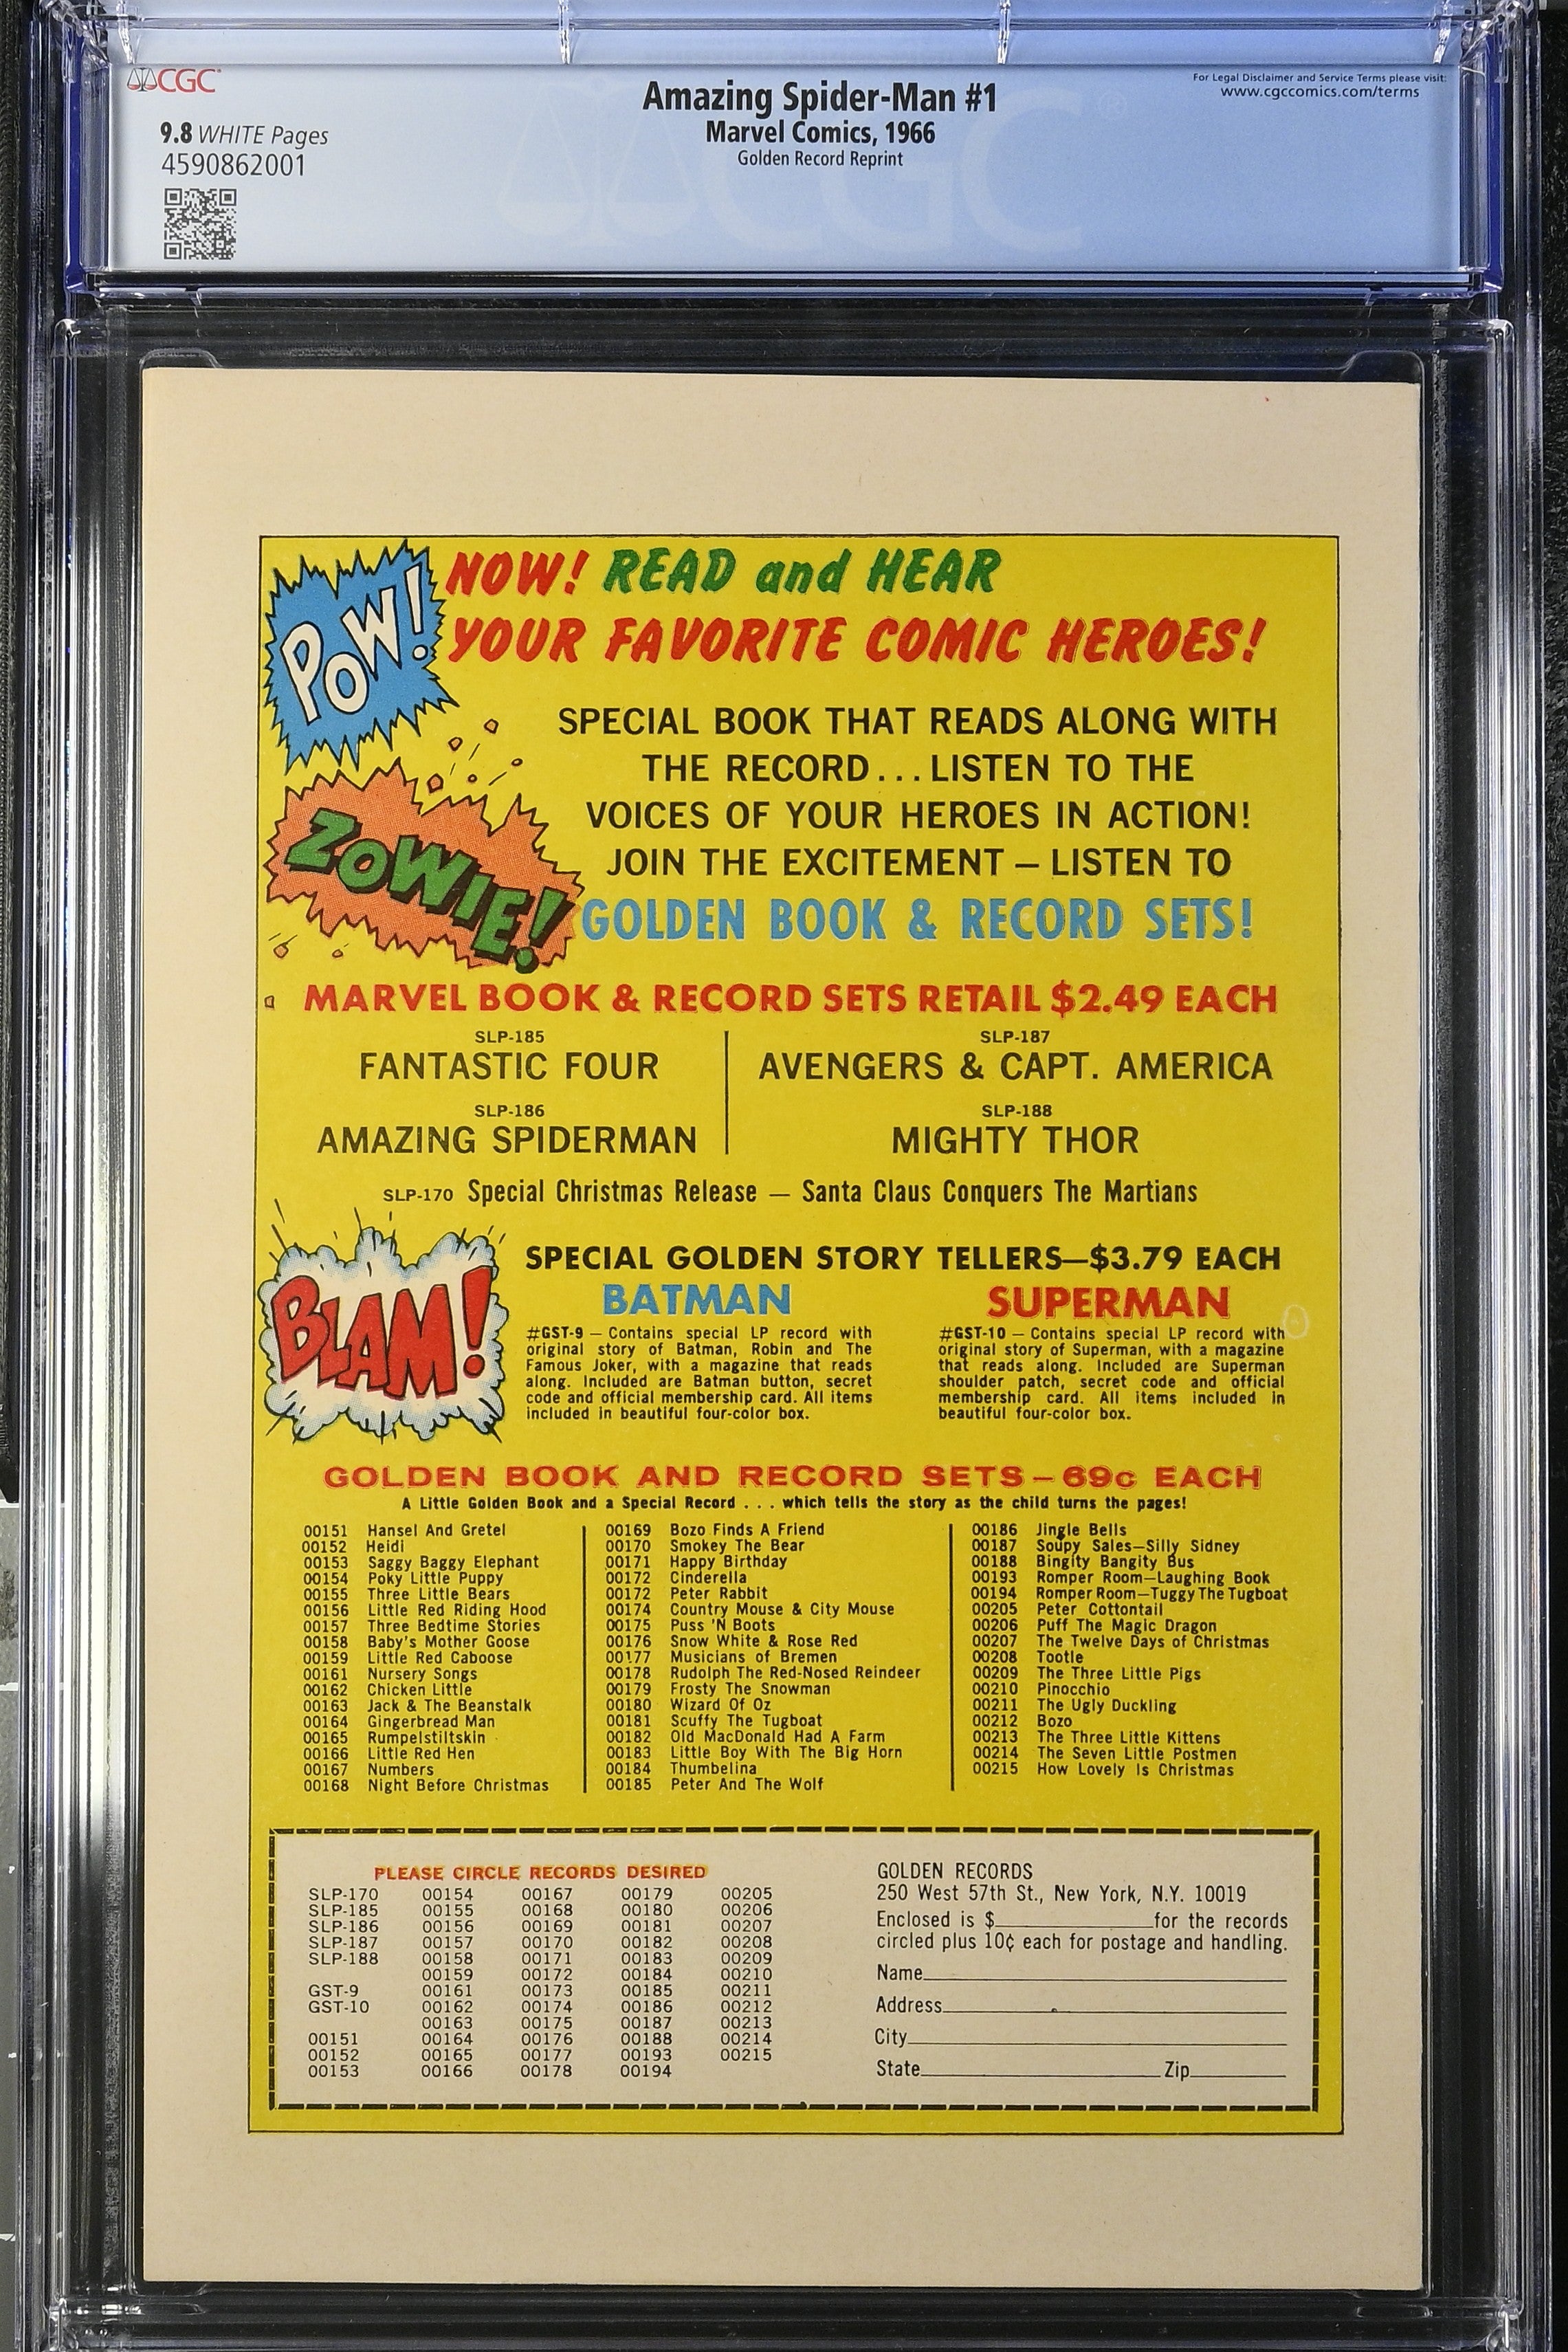 CGC
9.8 WHITE Pages
4590862001
Amazing Spider-Man #1
Marvel Comics, 1966
Golden Record Reprint
For Legal Disclaimer and Service Terms please visit:
www.cgccomics.com/terms
POW!
NOW! READ and HEAR
YOUR FAVORITE COMIC HEROES!
SPECIAL BOOK THAT READS ALONG WITH
THE RECORD... LISTEN TO THE
VOICES OF YOUR HEROES IN ACTION!
JOIN THE EXCITEMENT — LISTEN TO
GOLDEN BOOK & RECORD SETS!
ZOWIE!
MARVEL BOOK & RECORD SETS RETAIL $2.49 EACH
SLP-185
FANTASTIC FOUR
SLP-186
AMAZING SPIDERMAN
SLP-187
AVENGERS & CAPT. AMERICA
SLP-188
MIGHTY THOR
SLP-170 Special Christmas Release — Santa Claus Conquers The Martians
BLAM!
SPECIAL GOLDEN STORY TELLERS—$3.79 EACH
BATMAN
#GST-9 — Contains special LP record with
original story of Batman, Robin and The
Famous Joker, with a magazine that reads
along. Included are Batman button, secret
code and official membership card. All items
included in beautiful four-color box.
SUPERMAN
#GST-10 — Contains special LP record with
original story of Superman, with a magazine
that reads along. Included are Superman
shoulder patch, secret code and official
membership card. All items included in
beautiful four-color box.
GOLDEN BOOK AND RECORD SETS — 69c EACH
A Little Golden Book and a Special Record . . . which tells the story as the child turns the pages!
00151 Hansel And Gretel
00152 Heidi
00153 Saggy Baggy Elephant
00154 Poky Little Puppy
00155 Three Little Bears
00156 Little Red Riding Hood
00157 Three Bedtime Stories
00158 Baby's Mother Goose
00159 Little Red Caboose
00161 Nursery Songs
00162 Chicken Little
00163 Jack & The Beanstalk
00164 Gingerbread Man
00165 Rumpelstiltskin
00166 Little Red Hen
00167 Numbers
00168 Night Before Christmas
00169 Bozo Finds A Friend
00170 Smokey The Bear
00171 Happy Birthday
00172 Cinderella
00172 Peter Rabbit
00174 Country Mouse & City Mouse
00175 Puss 'N Boots
00176 Snow White & Rose Red
00177 Musicians of Bremen
00178 Rudolph The Red-Nosed Reindeer
00179 Frosty The Snowman
00180 Wizard Of Oz
00181 Scuffy The Tugboat
00182 Old MacDonald Had A Farm
00183 Little Boy With The Big Horn
00184 Thumbelina
00185 Peter And The Wolf
00186 Jingle Bells
00187 Soupy Sales—Silly Sidney
00188 Bingity Bangity Bus
00193 Romper Room—Laughing Book
00194 Romper Room—Tuggy The Tugboat
00205 Peter Cottontail
00206 Puff The Magic Dragon
00207 The Twelve Days of Christmas
00208 Tootle
00209 The Three Little Pigs
00210 Pinocchio
00211 The Ugly Duckling
00212 Bozo
00213 The Three Little Kittens
00214 The Seven Little Postmen
00215 How Lovely Is Christmas
PLEASE CIRCLE RECORDS DESIRED
SLP-170 00154 00167 00179 00205
SLP-185 00155 00168 00180 00206
SLP-186 00156 00169 00181 00207
SLP-187 00157 00170 00182 00208
SLP-188 00158 00171 00183 00209
00159 00172 00184 00210
GST-9 00161 00173 00185 00211
GST-10 00162 00174 00186 00212
00163 00175 00187 00213
00151 00164 00176 00188 00214
00152 00165 00177 00193 00215
00153 00166 00178 00194
GOLDEN RECORDS
250 West 57th St., New York, N.Y. 10019
Enclosed is $ for the records
circled plus 10¢ each for postage and handling.
Name
Address
City
State Zip